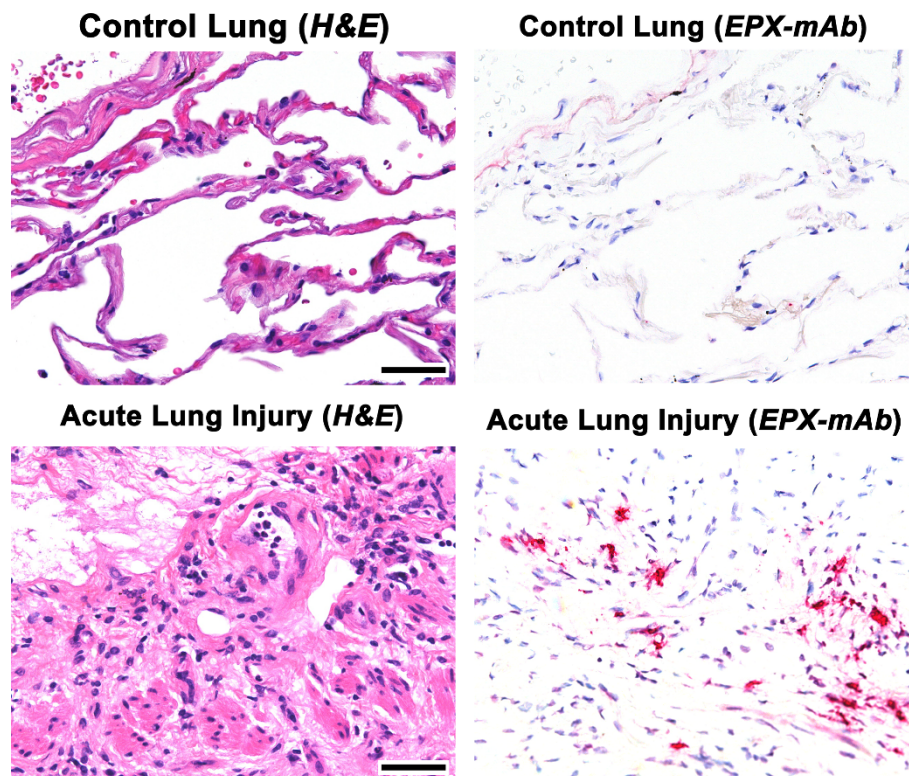 Control Lung (H&E)
Control Lung (EPX-mAb)
Acute Lung Injury (H&E)
Acute Lung Injury (EPX-mAb)